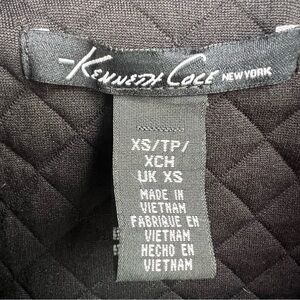 KENNETH COLE NEW YORK
XS/TP/
XCH
UK XS
MADE IN
VIETNAM
FABRIQUE EN
VIETNAM
HECHO EN
VIETNAM